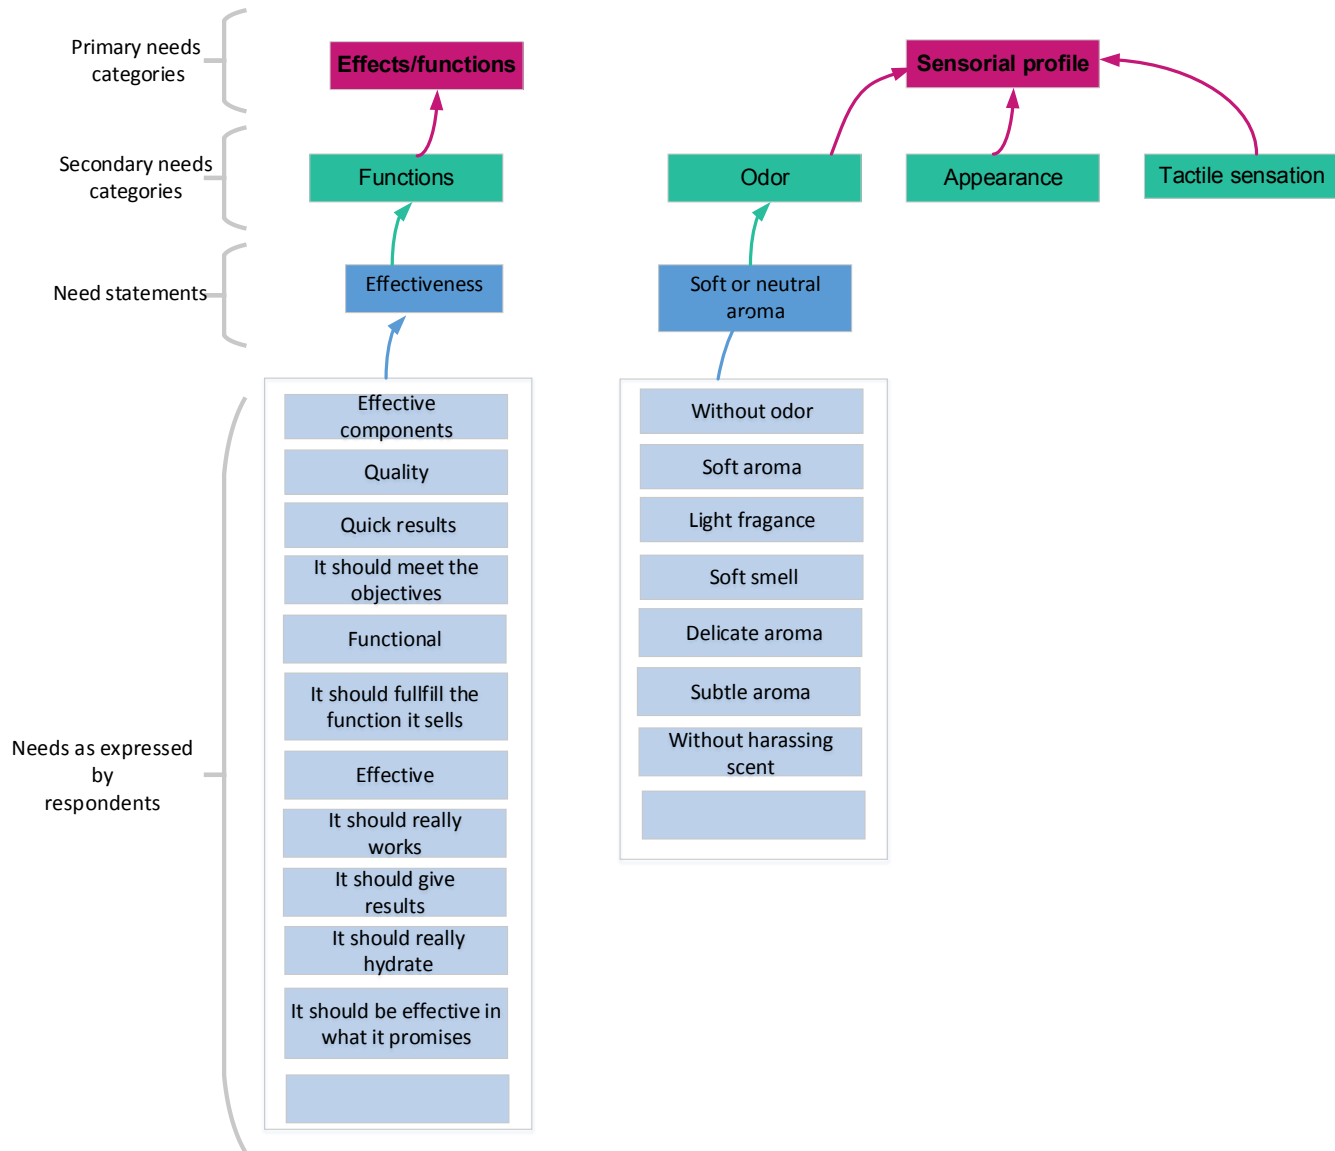 Primary needs
categories
Effects/functions
Sensorial profile
Secondary needs
categories
Functions
Odor
Appearance
Tactile sensation
Need statements
Effectiveness
Soft or neutral
aroma
Needs as expressed
by
respondents
Effective
components
Quality
Quick results
It should meet the
objectives
Functional
It should fullfill the
function it sells
Effective
It should really
works
It should give
results
It should really
hydrate
It should be effective in
what it promises
Without odor
Soft aroma
Light fragance
Soft smell
Delicate aroma
Subtle aroma
Without harassing
scent